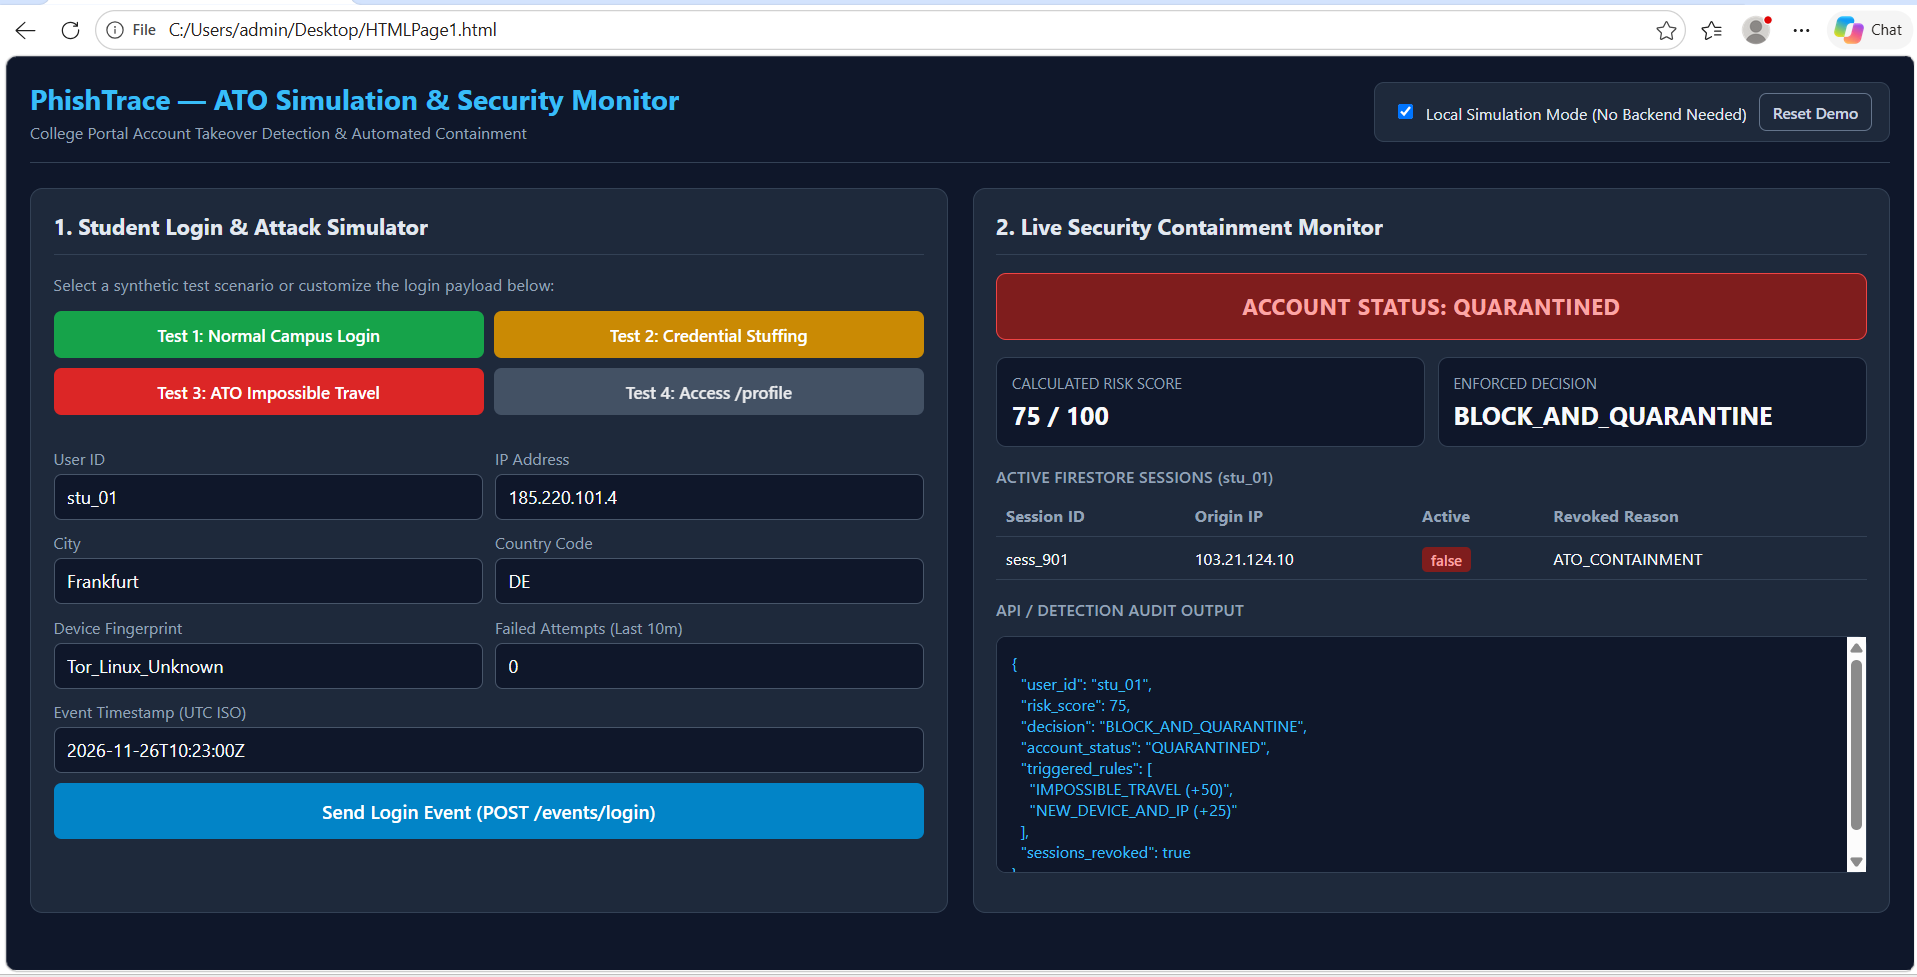 File C:/Users/admin/Desktop/HTMLPage1.html
Chat
PhishTrace — ATO Simulation & Security Monitor
College Portal Account Takeover Detection & Automated Containment
Local Simulation Mode (No Backend Needed)
Reset Demo
1. Student Login & Attack Simulator
Select a synthetic test scenario or customize the login payload below:
Test 1: Normal Campus Login
Test 2: Credential Stuffing
Test 3: ATO Impossible Travel
Test 4: Access /profile
User ID
IP Address
stu_01
185.220.101.4
City
Country Code
Frankfurt
DE
Device Fingerprint
Failed Attempts (Last 10m)
Tor_Linux_Unknown
0
Event Timestamp (UTC ISO)
2026-11-26T10:23:00Z
Send Login Event (POST /events/login)
2. Live Security Containment Monitor
ACCOUNT STATUS: QUARANTINED
CALCULATED RISK SCORE
75 / 100
ENFORCED DECISION
BLOCK_AND_QUARANTINE
ACTIVE FIRESTORE SESSIONS (stu_01)
Session ID Origin IP Active Revoked Reason
sess_901 103.21.124.10 false ATO_CONTAINMENT
API / DETECTION AUDIT OUTPUT
{
"user_id": "stu_01",
"risk_score": 75,
"decision": "BLOCK_AND_QUARANTINE",
"account_status": "QUARANTINED",
"triggered_rules": [
"IMPOSSIBLE_TRAVEL (+50)",
"NEW_DEVICE_AND_IP (+25)"
],
"sessions_revoked": true
}